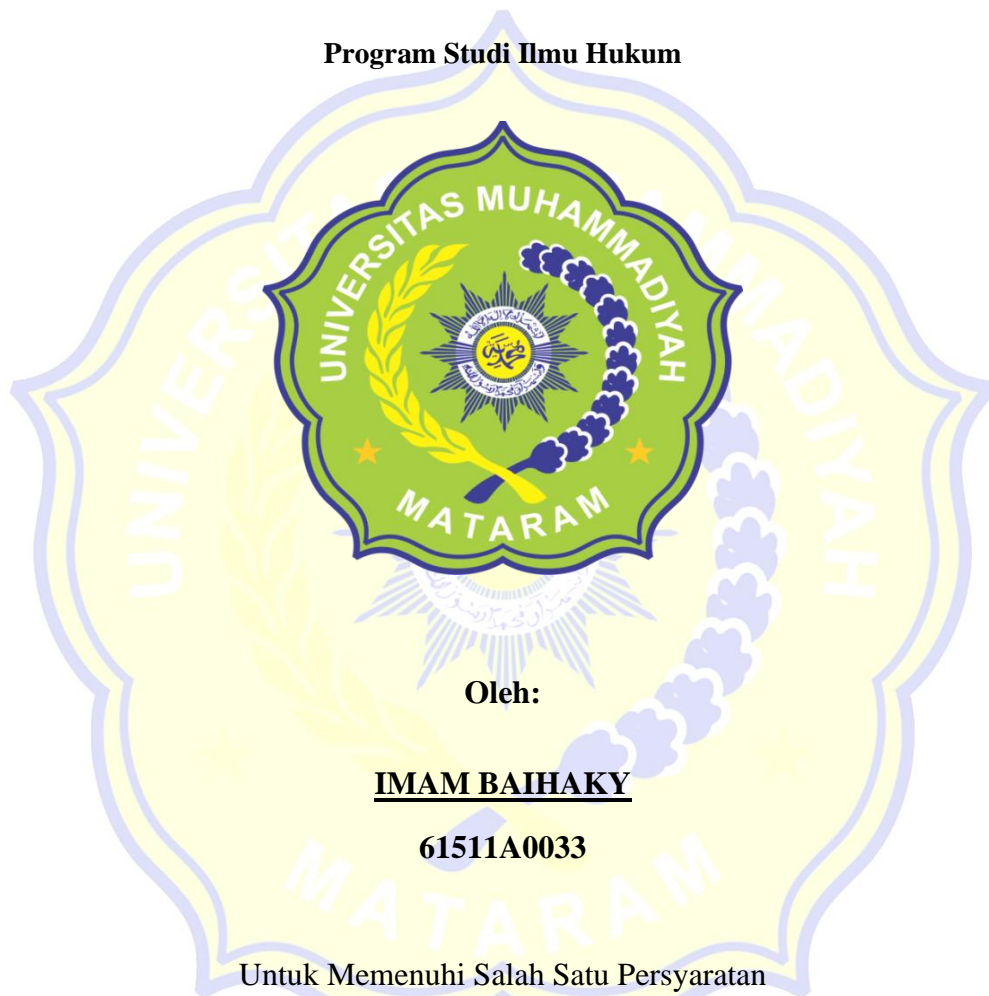 Program Studi Ilmu Hukum
UNIVERSITAS MUHAMMADIYAH
MATARAM
Oleh:
IMAM BAIHAKY
61511A0033
Untuk Memenuhi Salah Satu Persyaratan